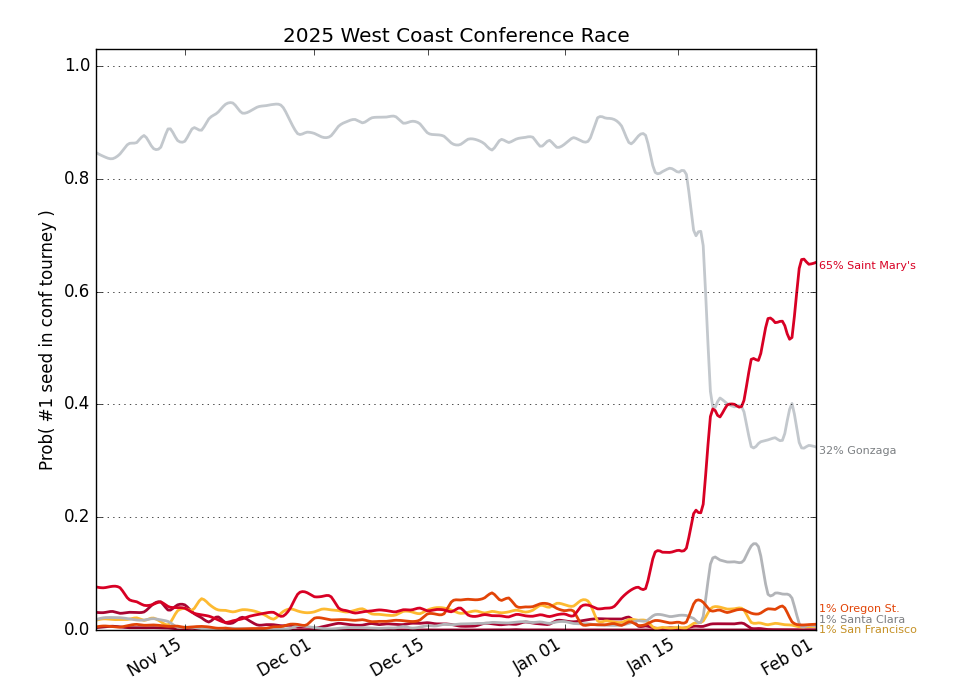 2025 West Coast Conference Race
Prob( #1 seed in conf tourney )
1.0
0.8
0.6
0.4
0.2
0.0
65% Saint Mary's
32% Gonzaga
1% Oregon St.
1% Santa Clara
1% San Francisco
Nov 15
Dec 01
Dec 15
Jan 01
Jan 15
Feb 01